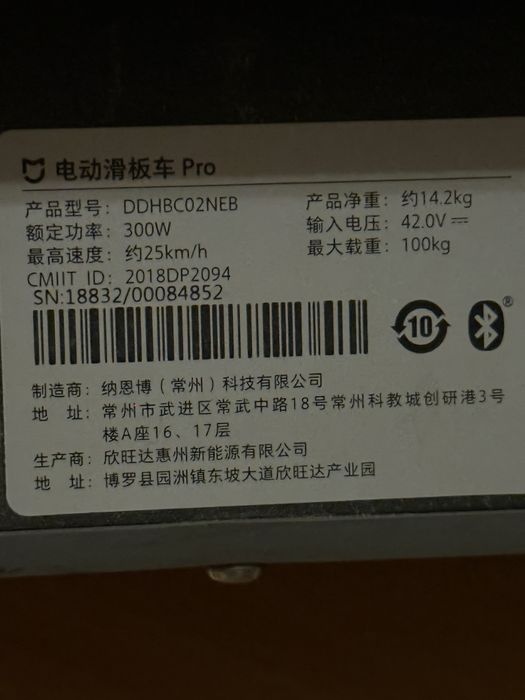 电动滑板车 Pro
产品型号: DDHBC02NEB 产品净重: 约14.2kg
额定功率: 300W 输入电压: 42.0V
最高速度: 约25km/h 最大载重: 100kg
CMIIT ID: 2018DP2094
SN:18832/00084852
10
®
制造商: 纳恩博（常州）科技有限公司
地 址: 常州市武进区常武中路18号常州科教城创研港3号
楼A座16、17层
生产商: 欣旺达惠州新能源有限公司
地 址: 博罗县园洲镇东坡大道欣旺达产业园